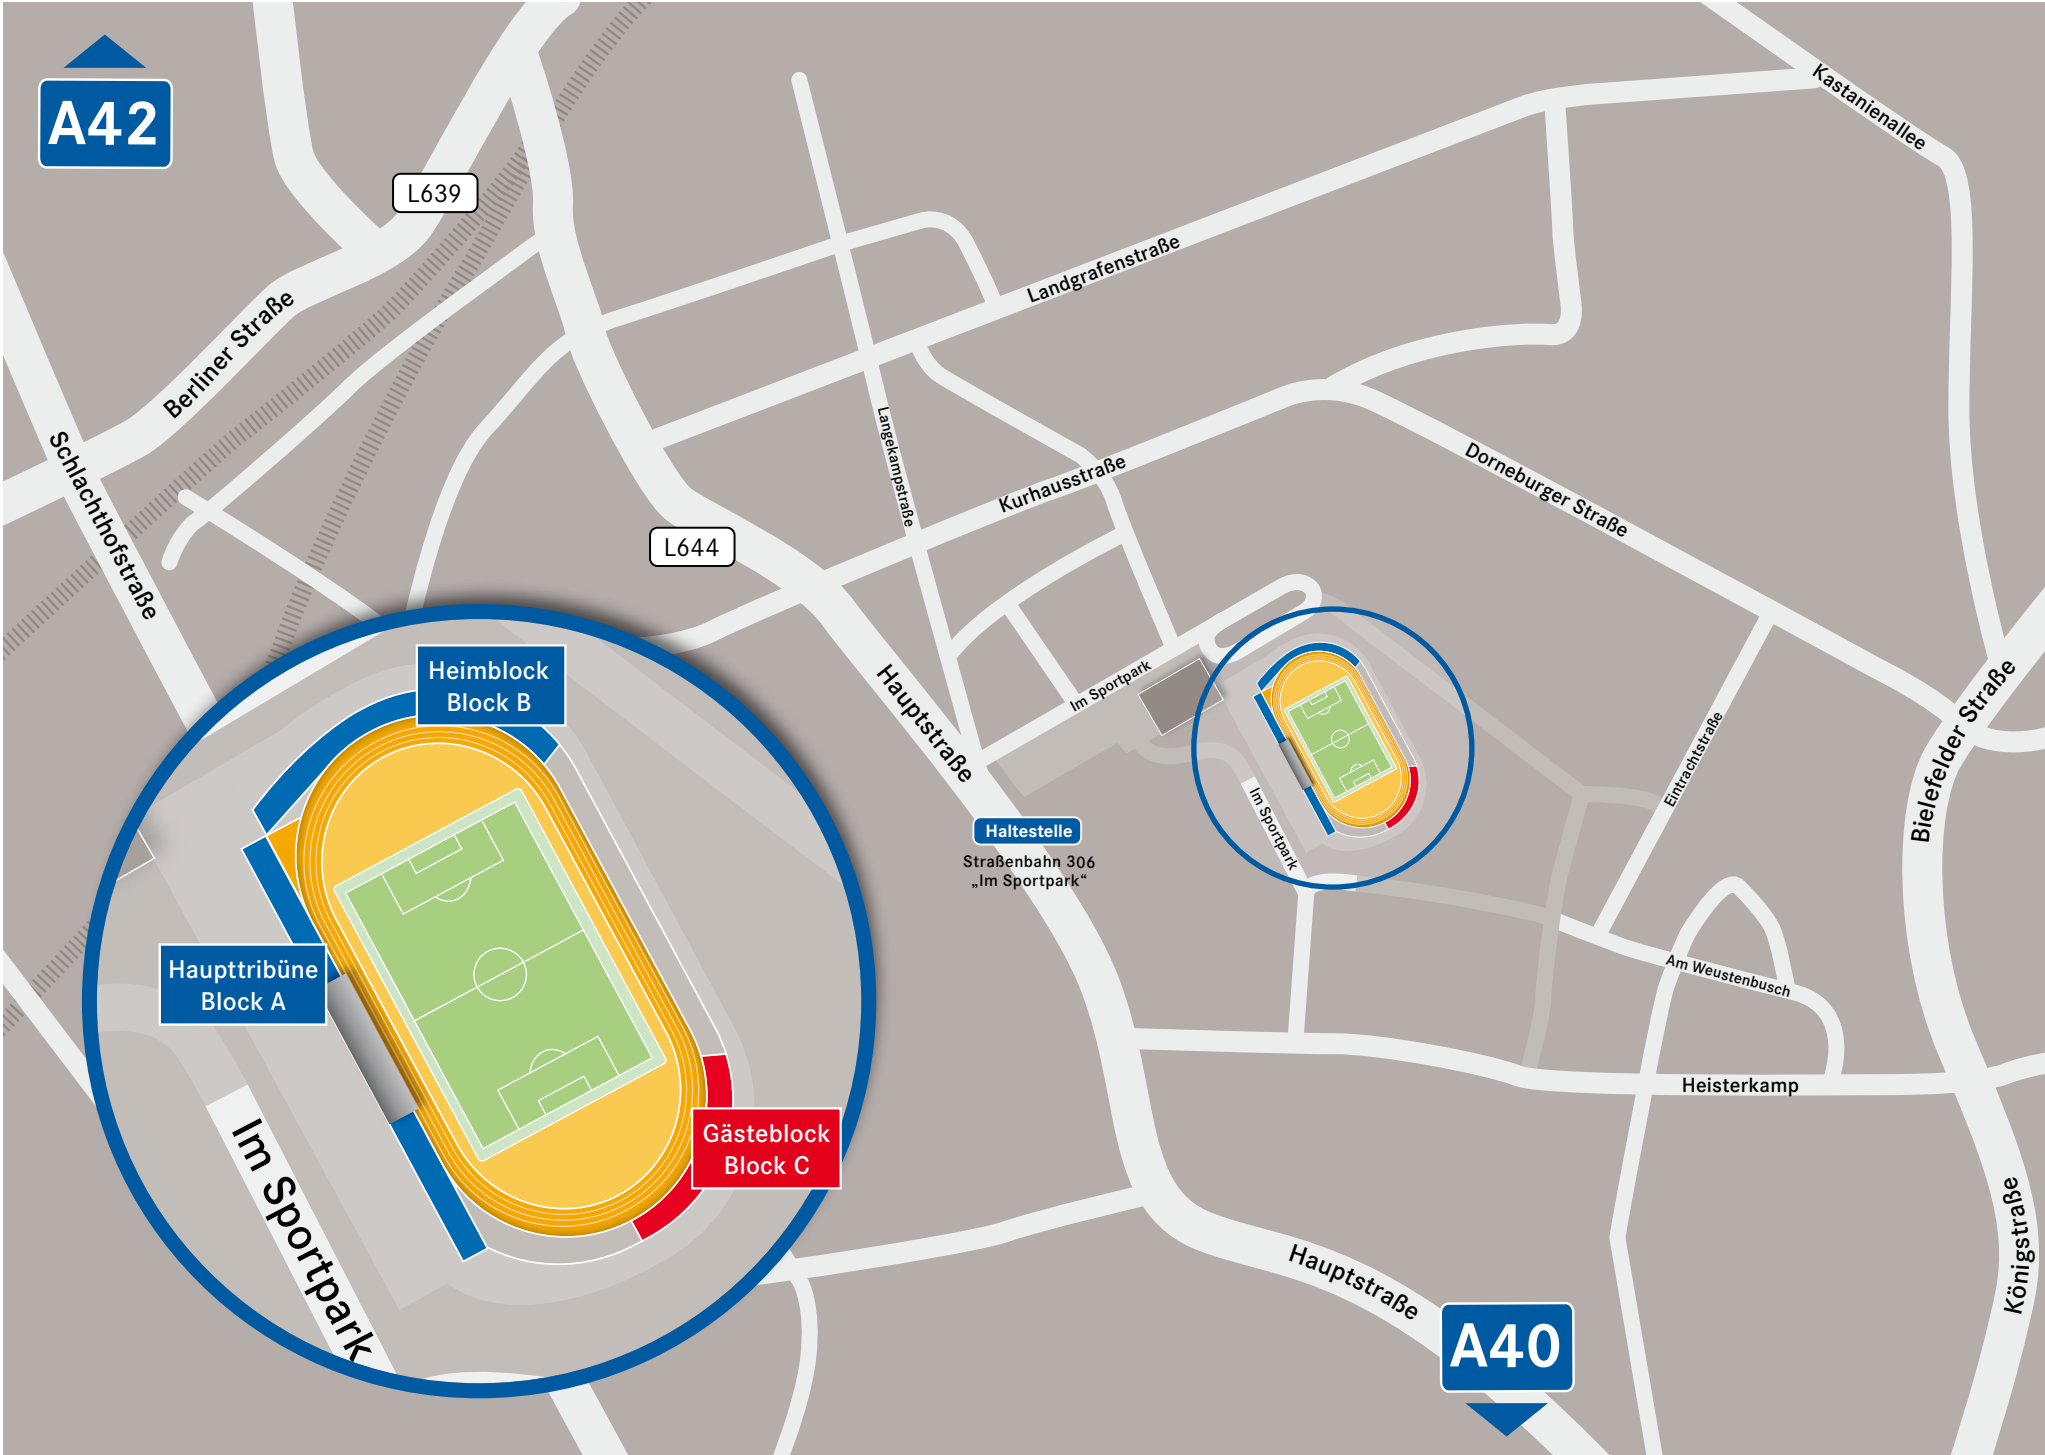 A42
L639
Kastanienallee
Landgrafenstraße
Berliner Straße
Schlachthofstraße
Langekampstraße
Kurhausstraße
Dorneburger Straße
L644
Heimblock
Block B
Hauptstraße
Im Sportpark
Bielefelder Straße
Eintrachtstraße
Im Sportpark
Haltestelle
Straßenbahn 306
„Im Sportpark“
Haupttribüne
Block A
Am Weustenbusch
Heisterkamp
Gästeblock
Block C
Im Sportpark
Königstraße
Hauptstraße
A40